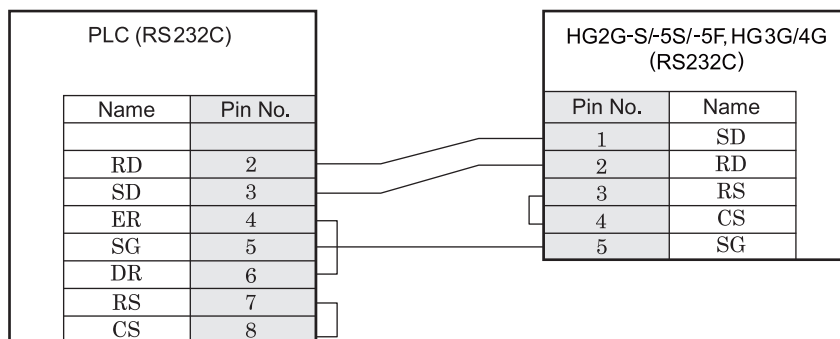 PLC (RS232C)
Name Pin No.
RD 2
SD 3
ER 4
SG 5
DR 6
RS 7
CS 8
HG2G-S/-5S/-5F, HG3G/4G
(RS232C)
Pin No. Name
1 SD
2 RD
3 RS
4 CS
5 SG